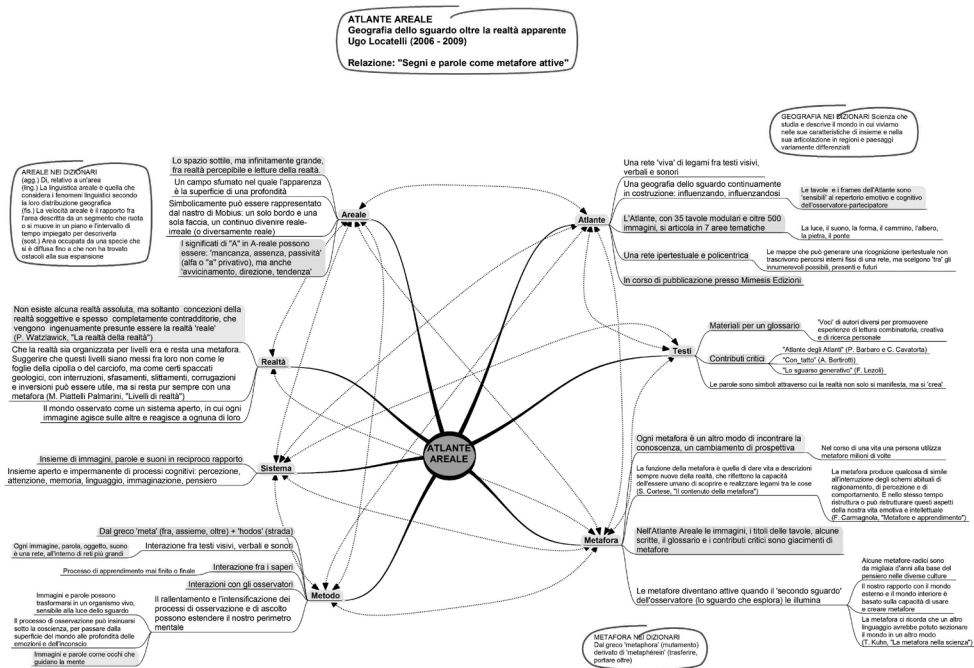 ATLANTE AREALE
Geografia dello sguardo oltre la realtà apparente
Ugo Locatelli (2006 - 2009)
Relazione: "Segni e parole come metafore attive"
AREALE NEI DIZIONARI
(agg.) Di, relativo a un'area
(ling.) La linguistica areale è quella che
considera i fenomeni linguistici secondo
la loro distribuzione geografica
(fis.) La velocità areale è il rapporto fra
l'area descritta da un segmento che ruota
o si muove in un piano e l'intervallo di
tempo impiegato per descriverla
(sost.) Area occupata da una specie che
si è diffusa fino a che non ha trovato
ostacoli alla sua espansione
Lo spazio sottile, ma infinitamente grande,
fra realtà percepibile e letture della realtà.
Un campo sfumato nel quale l'apparenza
è la superficie di una profondità
Simbolicamente può essere rappresentato
dal nastro di Mobius: un solo bordo e una
sola faccia, un continuo divenire reale-
irreale (o diversamente reale)
I significati di "A" in A-reale possono
essere: 'mancanza, assenza, passività'
(alfa o "a" privativo), ma anche
'avvicinamento, direzione, tendenza'
Areale
Non esiste alcuna realtà assoluta, ma soltanto concezioni della
realtà soggettive e spesso completamente contradditorie, che
vengono ingenuamente presunte essere la realtà 'reale'
(P. Watzlawick, "La realtà della realtà")
Che la realtà sia organizzata per livelli era e resta una metafora.
Suggerire che questi livelli siano messi fra loro non come le
foglie della cipolla o del carciofo, ma come certi spaccati
geologici, con interruzioni, sfasamenti, slittamenti, corrugazioni
e inversioni può essere utile, ma si resta pur sempre con una
metafora (M. Piattelli Palmarini, "Livelli di realtà")
Il mondo osservato come un sistema aperto, in cui ogni
immagine agisce sulle altre e reagisce a ognuna di loro
Realtà
Insieme di immagini, parole e suoni in reciproco rapporto
Insieme aperto e impermanente di processi cognitivi: percezione,
attenzione, memoria, linguaggio, immaginazione, pensiero
Sistema
Dal greco 'meta' (fra, assieme, oltre) + 'hodos' (strada)
Ogni immagine, parola, oggetto, suono
è una rete, all'interno di reti più grandi
Interazione fra testi visivi, verbali e sonori
Processo di apprendimento mai finito o finale
Interazione fra i saperi
Interazioni con gli osservatori
Immagini e parole possono
trasformarsi in un organismo vivo,
sensibile alla luce dello sguardo
Il processo di osservazione può insinuarsi
sotto la coscienza, per passare dalla
superficie del mondo alle profondità delle
emozioni e dell'inconscio
Immagini e parole come occhi che
guidano la mente
Il rallentamento e l'intensificazione dei
processi di osservazione e di ascolto
possono estendere il nostro perimetro
mentale
Metodo
ATLANTE
AREALE
GEOGRAFIA NEI DIZIONARI Scienza che
studia e descrive il mondo in cui viviamo
nelle sue caratteristiche di insieme e nella
sua articolazione in regioni e paesaggi
variamente differenziati
Atlante
Una rete 'viva' di legami fra testi visivi,
verbali e sonori
Una geografia dello sguardo continuamente
in costruzione: influenzando, influenzandosi
Le tavole e i frames dell'Atlante sono
'sensibili' al repertorio emotivo e cognitivo
dell'osservatore-partecipatore
L'Atlante, con 35 tavole modulari e oltre 500
immagini, si articola in 7 aree tematiche
La luce, il suono, la forma, il cammino, l'albero,
la pietra, il ponte
Una rete ipertestuale e policentrica
Le mappe che può generare una ricognizione ipertestuale non
trascrivono percorsi interni fissi di una rete, ma scelgono 'tra' gli
innumerevoli possibili, presenti e futuri
In corso di pubblicazione presso Mimesis Edizioni
Testi
Materiali per un glossario
'Voci' di autori diversi per promuovere
esperienze di lettura combinatoria, creativa
e di ricerca personale
Contributi critici
"Atlante degli Atlanti" (P. Barbaro e C. Cavatorta)
"Con_tatto" (A. Bertirotti)
"Lo sguarso generativo" (F. Lezoli)
Le parole sono simboli attraverso cui la realtà non solo si manifesta, ma si 'crea'
Metafora
Ogni metafora è un altro modo di incontrare la
conoscenza, un cambiamento di prospettiva
Nel corso di una vita una persona utilizza
metafore milioni di volte
La funzione della metafora è quella di dare vita a descrizioni
sempre nuove della realtà, che riflettono la capacità
dell'essere umano di scoprire e realizzare legami tra le cose
(S. Cortese, "Il contenuto della metafora")
La metafora produce qualcosa di simile
all'interruzione degli schemi abituali di
ragionamento, di percezione e di
comportamento. E nello stesso tempo
ristruttura o può ristrutturare questi aspetti
della nostra vita emotiva e intellettuale
(F. Carmagnola, "Metafore e apprendimento")
Nell'Atlante Areale le immagini, i titoli delle tavole, alcune
scritte, il glossario e i contributi critici sono giacimenti di
metafore
Le metafore diventano attive quando il 'secondo sguardo'
dell'osservatore (lo sguardo che esplora) le illumina
Alcune metafore-radici sono
da migliaia d'anni alla base del
pensiero nelle diverse culture
Il nostro rapporto con il mondo
esterno e il mondo interiore è
basato sulla capacità di usare
e creare metafore
La metafora ci ricorda che un altro
linguaggio avrebbe potuto sezionare
il mondo in un altro modo
(T. Kuhn, "La metafora nella scienza")
METAFORA NEI DIZIONARI
Dal greco 'metaphora' (mutamento)
derivato di 'metaphérein' (trasferire,
portare oltre)